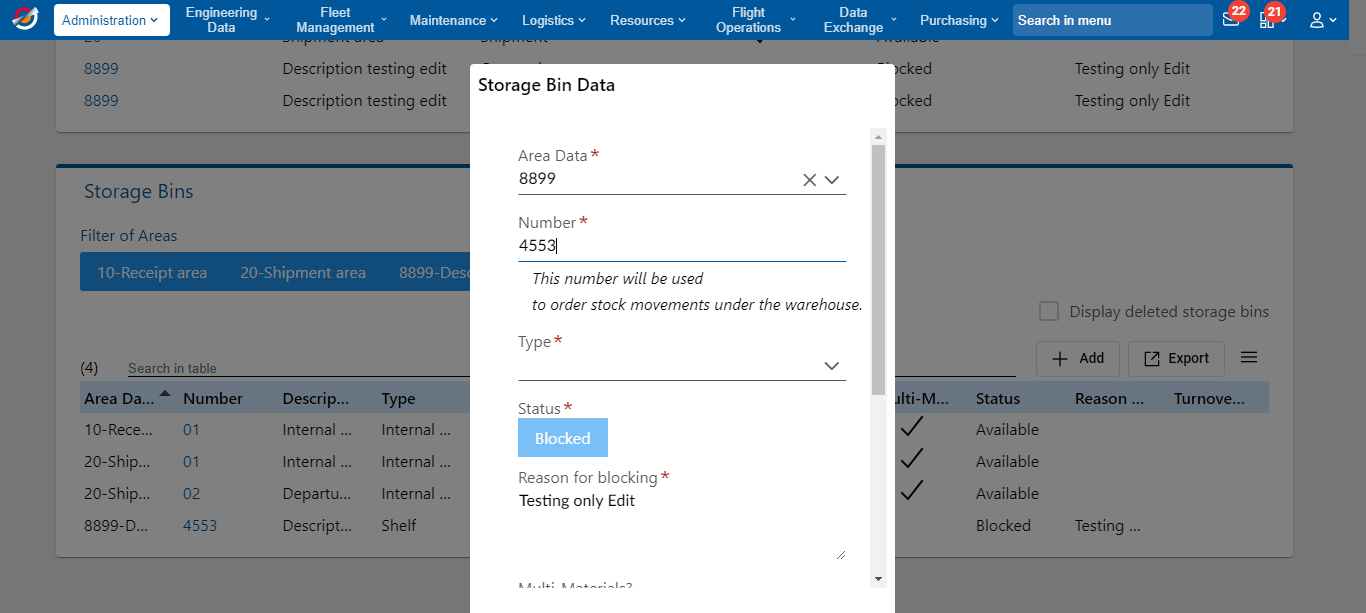 Administration
Engineering Data
Fleet Management
Maintenance
Logistics
Resources
Flight Operations
Data Exchange
Purchasing
Search in menu
22
21
20 Shipment area Shipment Available
8899 Description testing edit Blocked Testing only Edit
8899 Description testing edit ocked Testing only Edit
Storage Bin Data
Area Data*
8899
Number*
4553
This number will be used
to order stock movements under the warehouse.
Type*
Status*
Blocked
Reason for blocking*
Testing only Edit
Multi-Materials?
Storage Bins
Filter of Areas
10-Receipt area 20-Shipment area 8899-Desc
Display deleted storage bins
(4) Search in table
Add Export
Area Da... Number Descrip... Type ulti-M... Status Reason ... Turnove...
10-Rece... 01 Internal ... Internal ... Available
20-Ship... 01 Internal ... Internal ... Available
20-Ship... 02 Departu... Internal ... Available
8899-D... 4553 Descript... Shelf Blocked Testing ...